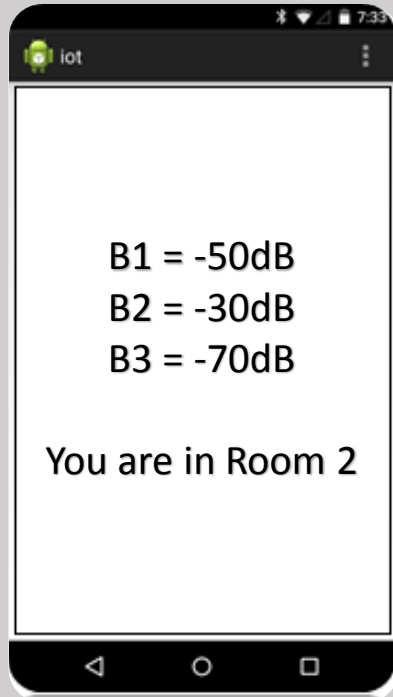 7:33
iot
B1 = -50dB
B2 = -30dB
B3 = -70dB
You are in Room 2